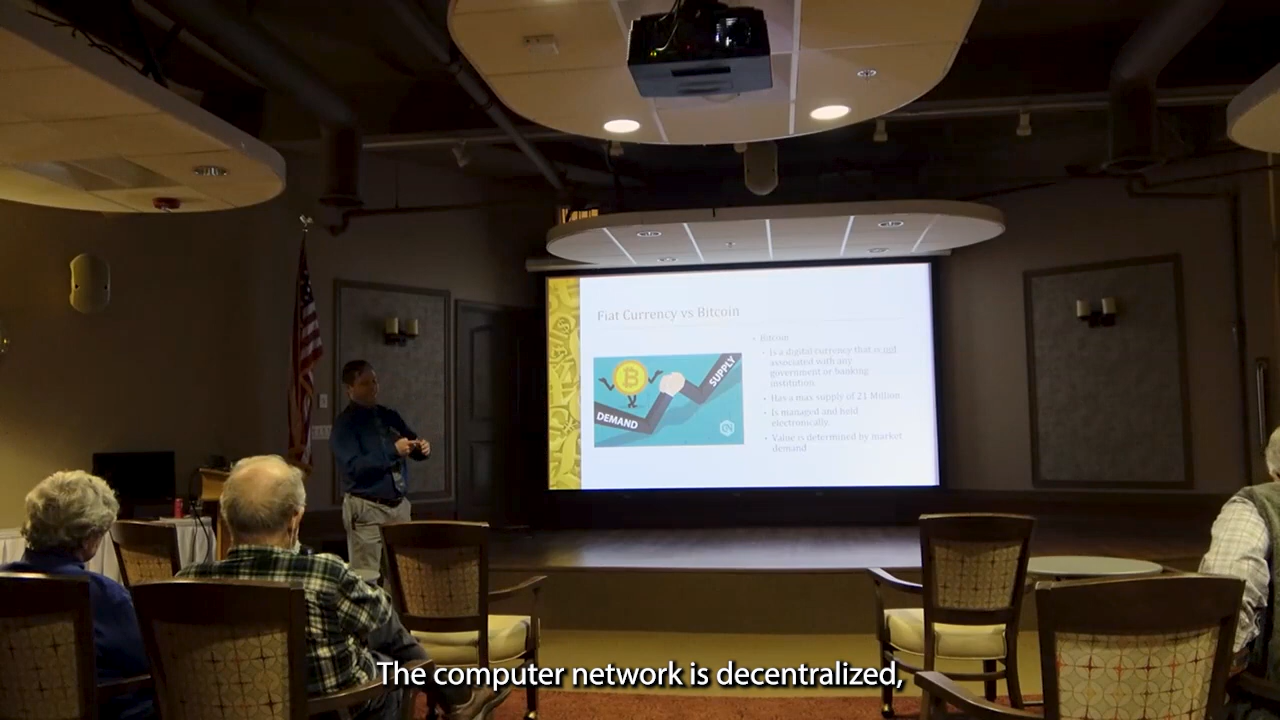 Fiat Currency vs Bitcoin
Bitcoin
Is a digital currency that is not
associated with any
government or banking
institution.
Has a max supply of 21 Million
Is managed and held
electronically.
Value is determined by market
demand
DEMAND
SUPPLY
The computer network is decentralized,